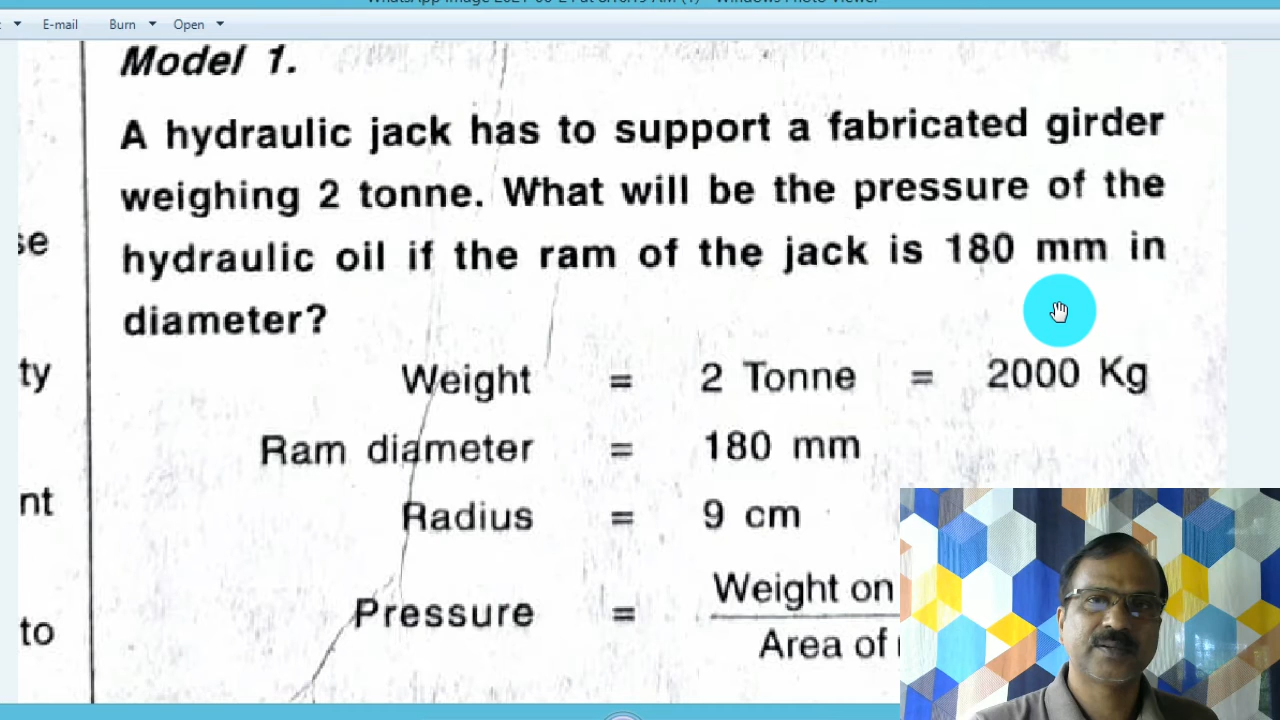 E-mail Burn Open
Model 1.
A hydraulic jack has to support a fabricated girder
weighing 2 tonne. What will be the pressure of the
hydraulic oil if the ram of the jack is 180 mm in
diameter?
se
ty
nt
to
Weight = 2 Tonne = 2000 Kg
Ram diameter = 180 mm
Radius = 9 cm
Pressure = Weight on
Area of